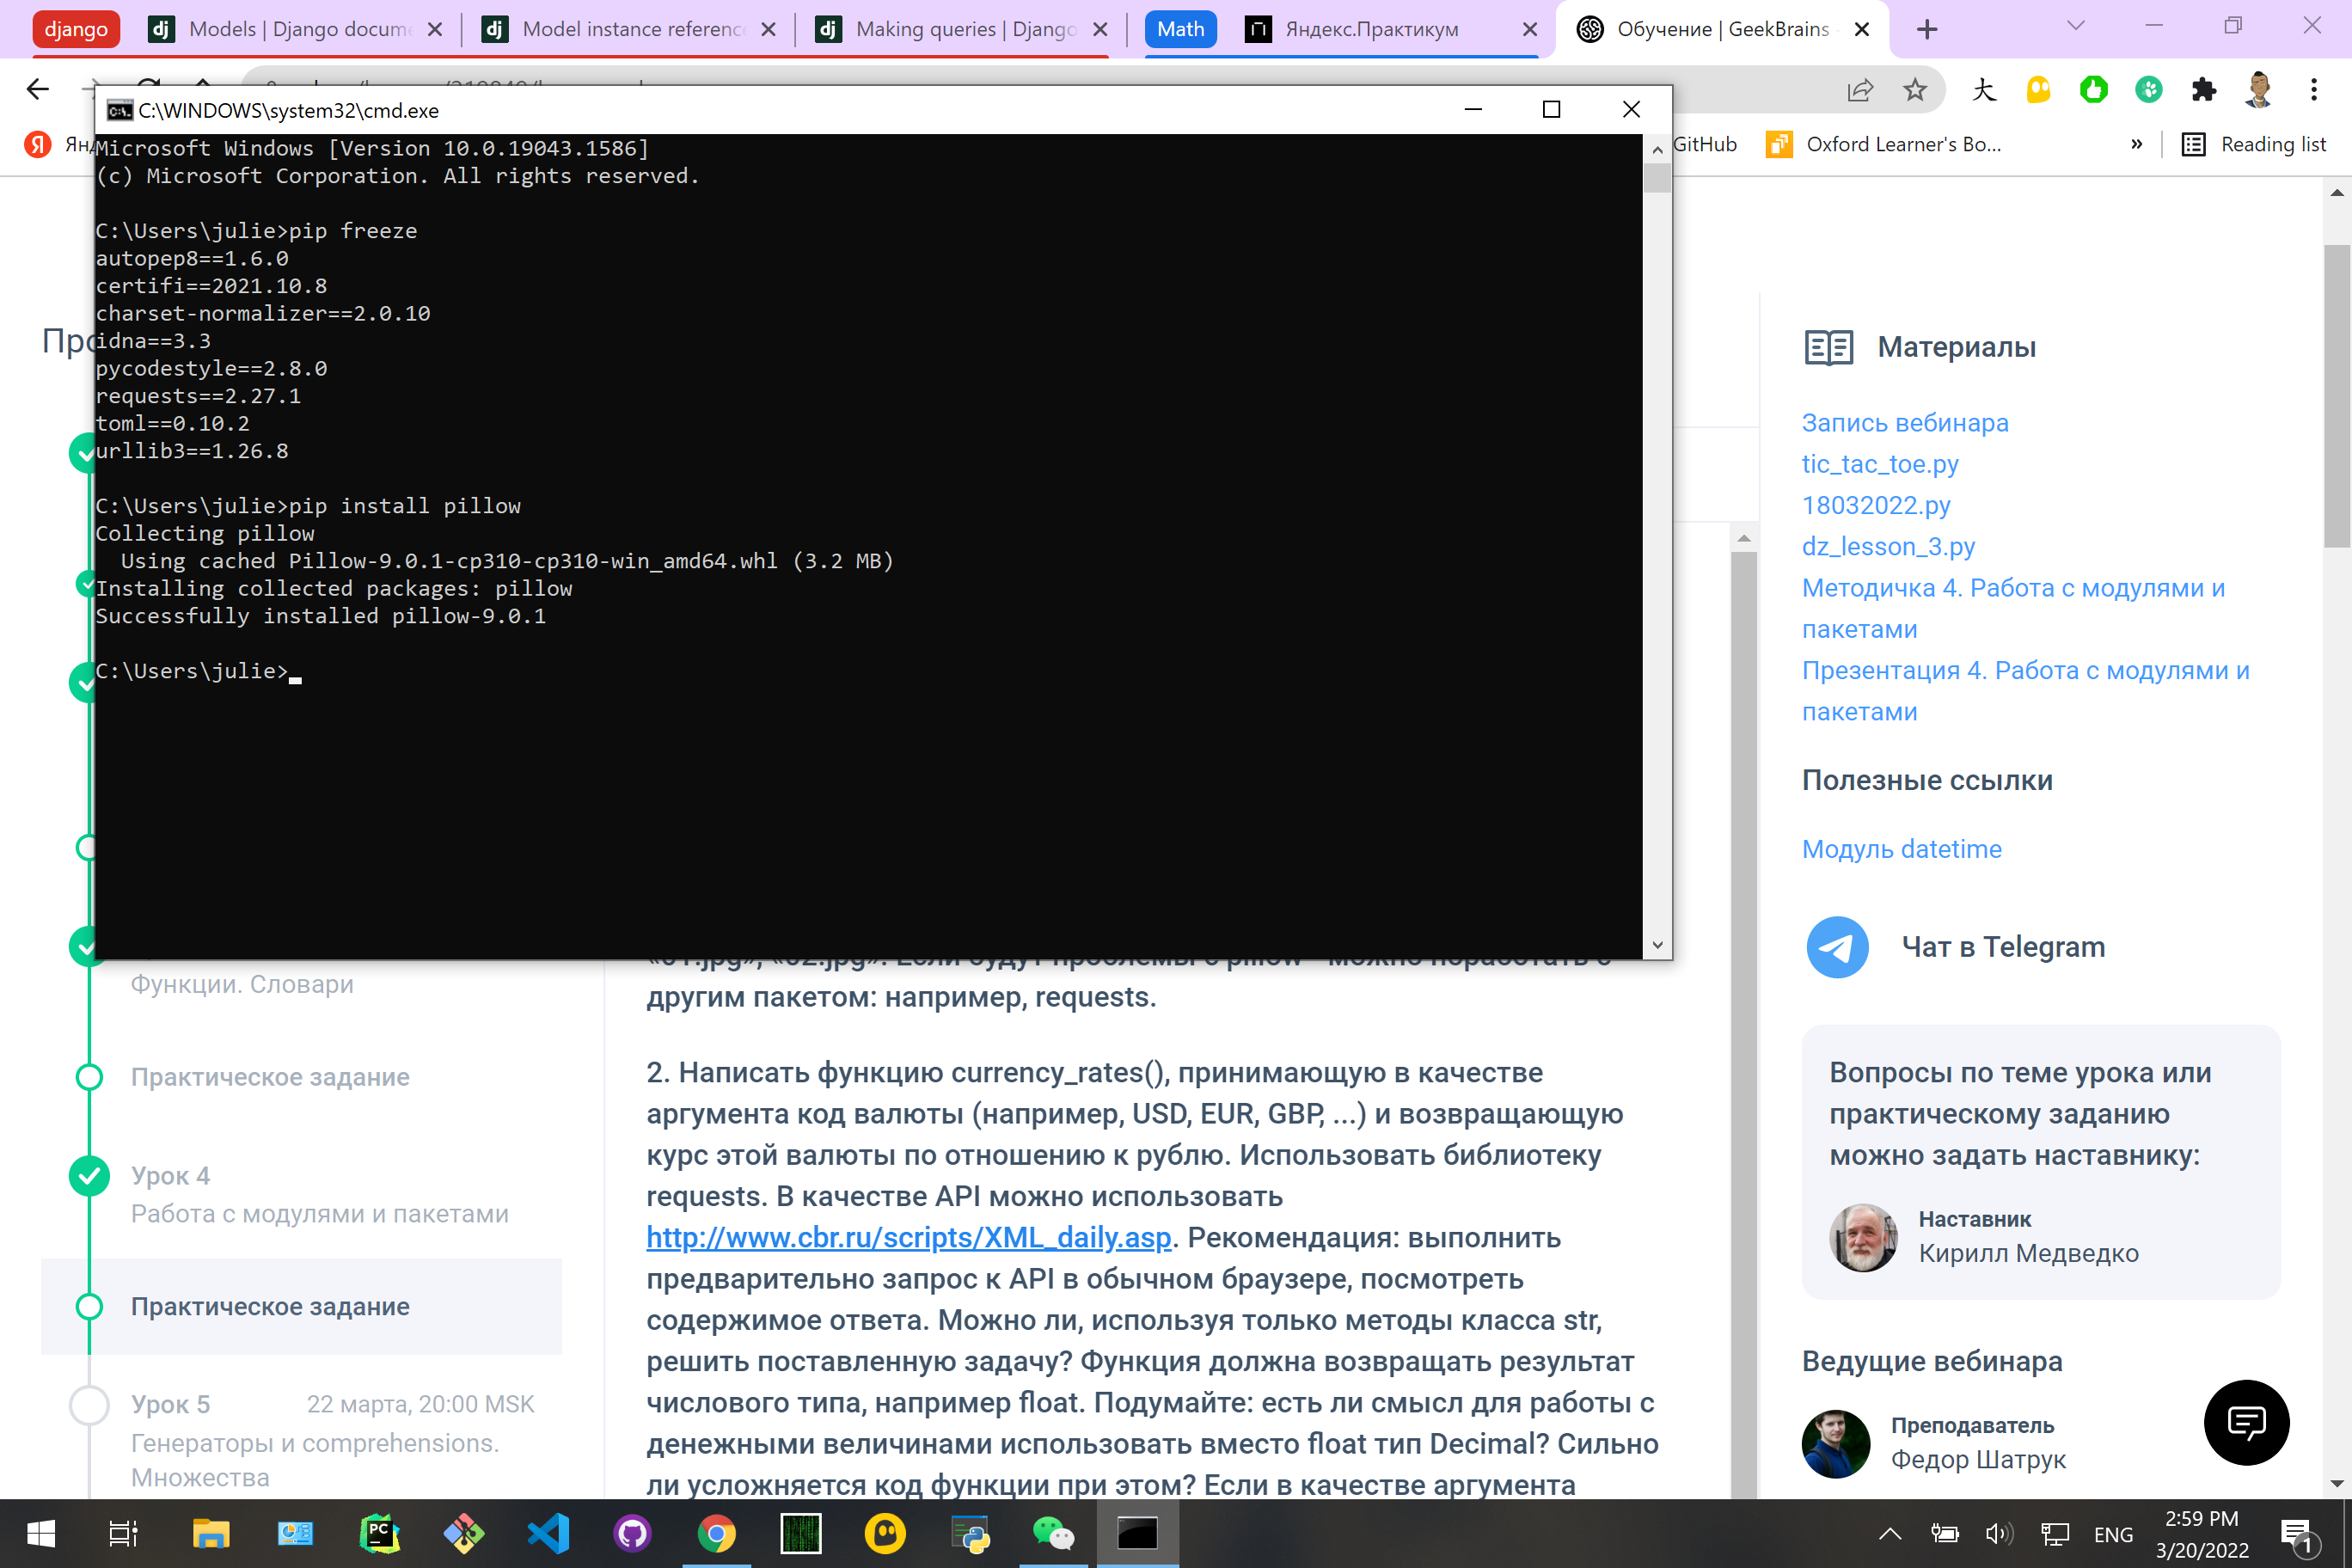 django
Models | Django docume
Model instance reference
Making queries | Django
Math
Яндекс.Практикум
Обучение | GeekBrains
C:\WINDOWS\system32\cmd.exe
GitHub
Oxford Learner's Bo...
»
Reading list
Microsoft Windows [Version 10.0.19043.1586]
(c) Microsoft Corporation. All rights reserved.
C:\Users\julie>pip freeze
autopep8==1.6.0
certifi==2021.10.8
charset-normalizer==2.0.10
idna==3.3
pycodestyle==2.8.0
requests==2.27.1
toml==0.10.2
urllib3==1.26.8
C:\Users\julie>pip install pillow
Collecting pillow
Using cached Pillow-9.0.1-cp310-cp310-win_amd64.whl (3.2 MB)
Installing collected packages: pillow
Successfully installed pillow-9.0.1
C:\Users\julie>
Функции. Словари
Практическое задание
Урок 4
Работа с модулями и пакетами
Практическое задание
Урок 5 22 марта, 20:00 MSK
Генераторы и comprehensions.
Множества
другим пакетом: например, requests.
2. Написать функцию currency_rates(), принимающую в качестве
аргумента код валюты (например, USD, EUR, GBP, ...) и возвращающую
курс этой валюты по отношению к рублю. Использовать библиотеку
requests. В качестве API можно использовать
http://www.cbr.ru/scripts/XML_daily.asp. Рекомендация: выполнить
предварительно запрос к API в обычном браузере, посмотреть
содержимое ответа. Можно ли, используя только методы класса str,
решить поставленную задачу? Функция должна возвращать результат
числового типа, например float. Подумайте: есть ли смысл для работы с
денежными величинами использовать вместо float тип Decimal? Сильно
ли усложняется код функции при этом? Если в качестве аргумента
Материалы
Запись вебинара
tic_tac_toe.py
18032022.py
dz_lesson_3.py
Методичка 4. Работа с модулями и
пакетами
Презентация 4. Работа с модулями и
пакетами
Полезные ссылки
Модуль datetime
Чат в Telegram
Вопросы по теме урока или
практическому заданию
можно задать наставнику:
Наставник
Кирилл Медведко
Ведущие вебинара
Преподаватель
Федор Шатрук
ENG
2:59 PM
3/20/2022
1